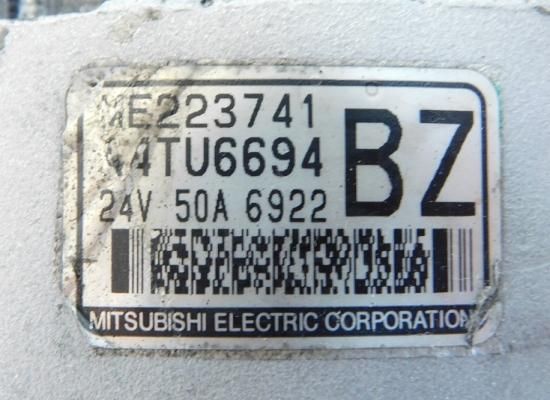 ME223741
A4TU6694
24V 50A 6922
BZ
MITSUBISHI ELECTRIC CORPORATION